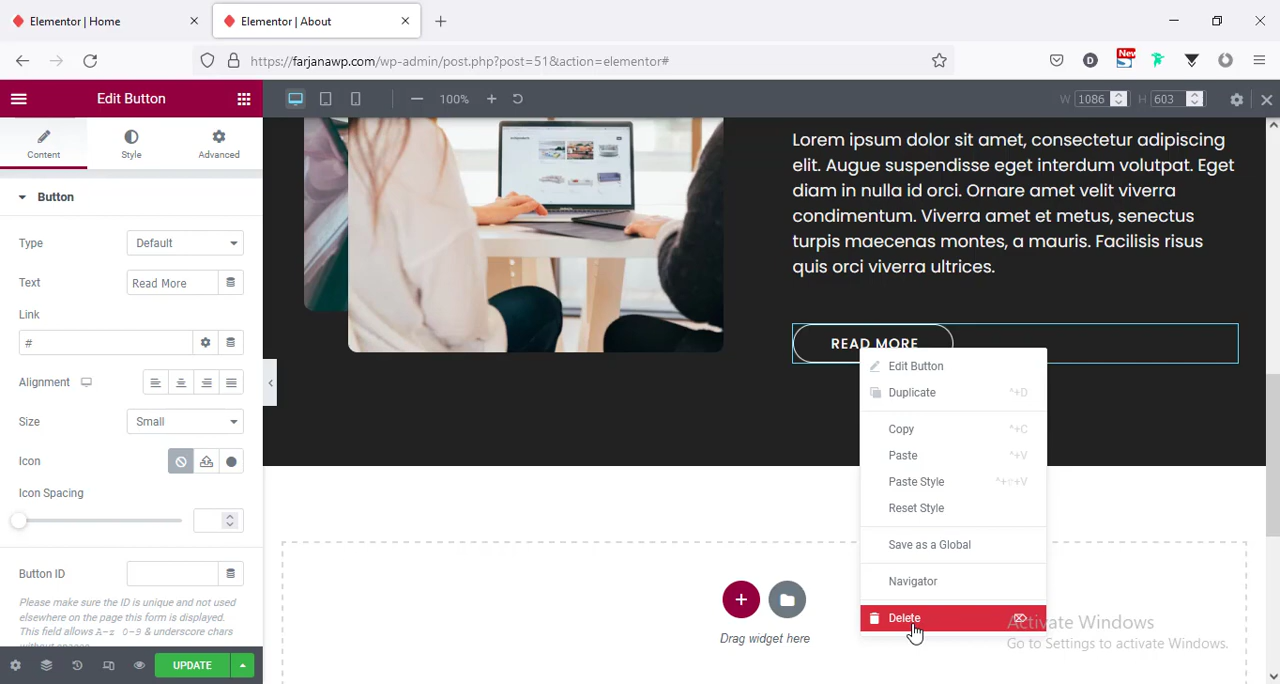 Elementor | Home
Elementor | About
https://farjanawp.com/wp-admin/post.php?post=51&action=elementor#
New
Edit Button
100%
W 1086
H 603
Content
Style
Advanced
Button
Type
Default
Text
Read More
Link
#
Alignment
Size
Small
Icon
Icon Spacing
Button ID
Please make sure the ID is unique and not used
elsewhere on the page this form is displayed.
This field allows A-z 0-9 & underscore chars
without spaces
UPDATE
Lorem ipsum dolor sit amet, consectetur adipiscing
elit. Augue suspendisse eget interdum volutpat. Eget
diam in nulla id orci. Ornare amet velit viverra
condimentum. Viverra amet et metus, senectus
turpis maecenas montes, a mauris. Facilisis risus
quis orci viverra ultrices.
READ MORE
Edit Button
Duplicate ^+D
Copy ^+C
Paste ^+V
Paste Style
Reset Style
Save as a Global
Navigator
Delete
Drag widget here
Activate Windows
Go to Settings to activate Windows.